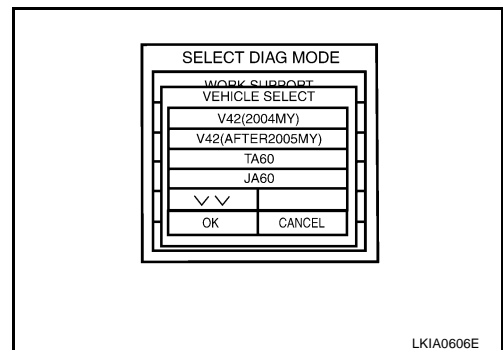 SELECT DIAG MODE
WORK SUPPORT
VEHICLE SELECT
V42(2004MY)
V42(AFTER2005MY)
TA60
JA60
OK CANCEL
LKIA0606E